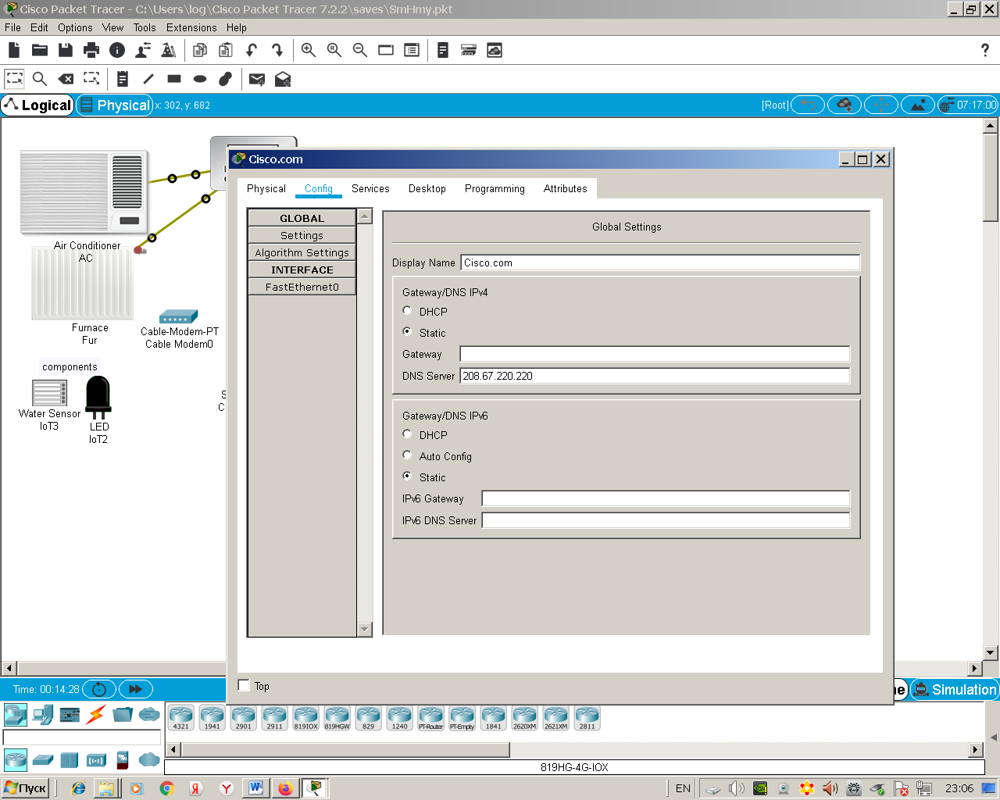 Cisco Packet Tracer - C:\Users\log\Cisco Packet Tracer 7.2.2\saves\SmHmy.pkt
File Edit Options View Tools Extensions Help
Logical Physical x: 302, y: 682 [Root] 07:17:00
Air Conditioner
AC
Furnace
Fur
Cable-Modem-PT
Cable Modem0
components
Water Sensor
IoT3
LED
IoT2
S
C
Cisco.com
Physical Config Services Desktop Programming Attributes
GLOBAL
Settings
Algorithm Settings
INTERFACE
FastEthernet0
Global Settings
Display Name Cisco.com
Gateway/DNS IPv4
DHCP
Static
Gateway
DNS Server 208.67.220.220
Gateway/DNS IPv6
DHCP
Auto Config
Static
IPv6 Gateway
IPv6 DNS Server
Top
Time: 00:14:28 ne Simulation
4321 1941 2901 2911 819IOX 819HGW 829 1240 PT-Router PT-Empty 1841 2620XM 2621XM 2811
819HG-4G-IOX
Пуск EN 23:06